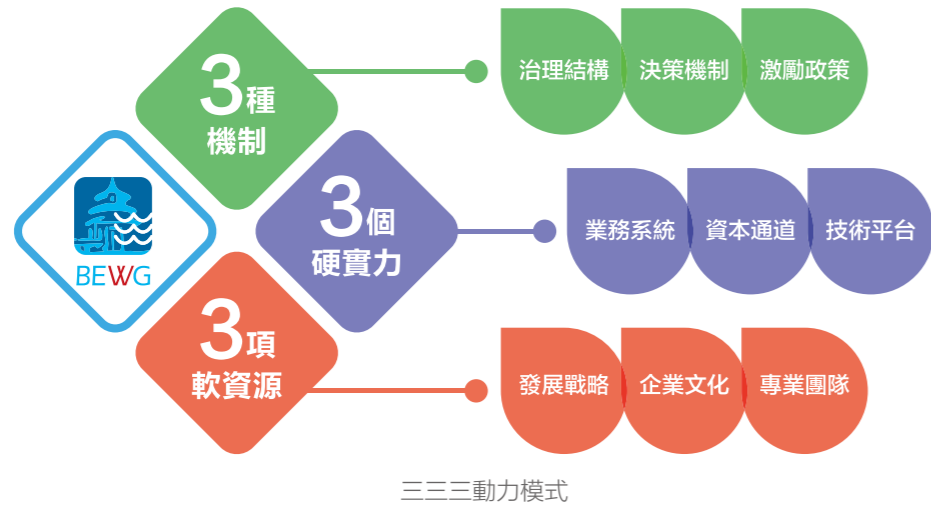 3種
機制
治理結構 決策機制 激勵政策
BEWG
3個
硬實力
業務系統 資本通道 技術平台
3項
軟資源
發展戰略 企業文化 專業團隊
三三三動力模式